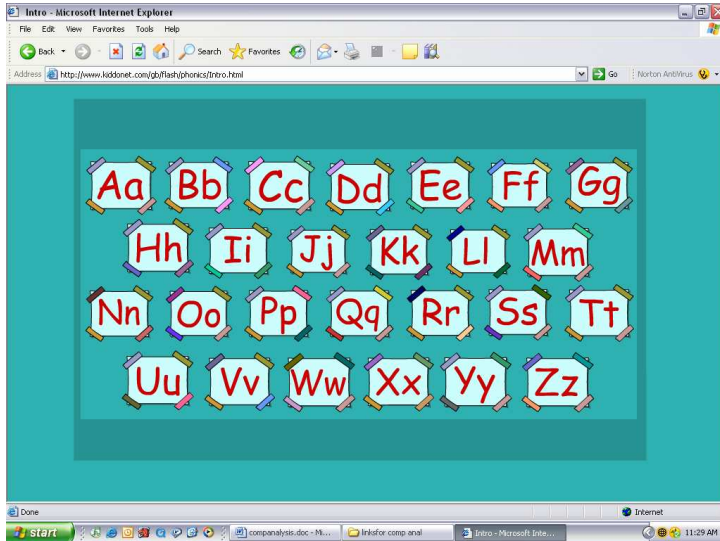 Intro - Microsoft Internet Explorer
File Edit View Favorites Tools Help
Back Search Favorites
Address http://www.kiddonet.com/gb/flash/phonics/Intro.html Go Norton AntiVirus
Aa Bb Cc Dd Ee Ff Gg
Hh Ii Jj Kk Ll Mm
Nn Oo Pp Qq Rr Ss Tt
Uu Vv Ww Xx Yy Zz
Done Internet
start companalysis.doc - Mi... linksfor comp anal Intro - Microsoft Inte... 11:29 AM